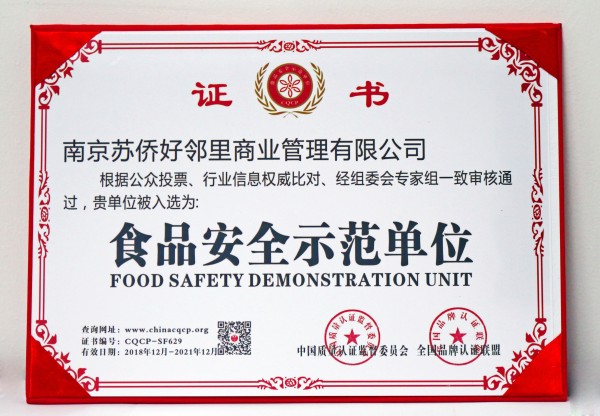 证 书
CQCP
南京苏侨好邻里商业管理有限公司
根据公众投票、行业信息权威比对、经组委会专家组一致审核通
过，贵单位被入选为:
食品安全示范单位
FOOD SAFETY DEMONSTRATION UNIT
查询网址: www.chinacqcp.org
证书编号: CQCP-SF629
有效日期: 2018年12月-2021年12月
中国质量认证监督委员会 全国品牌认证联盟